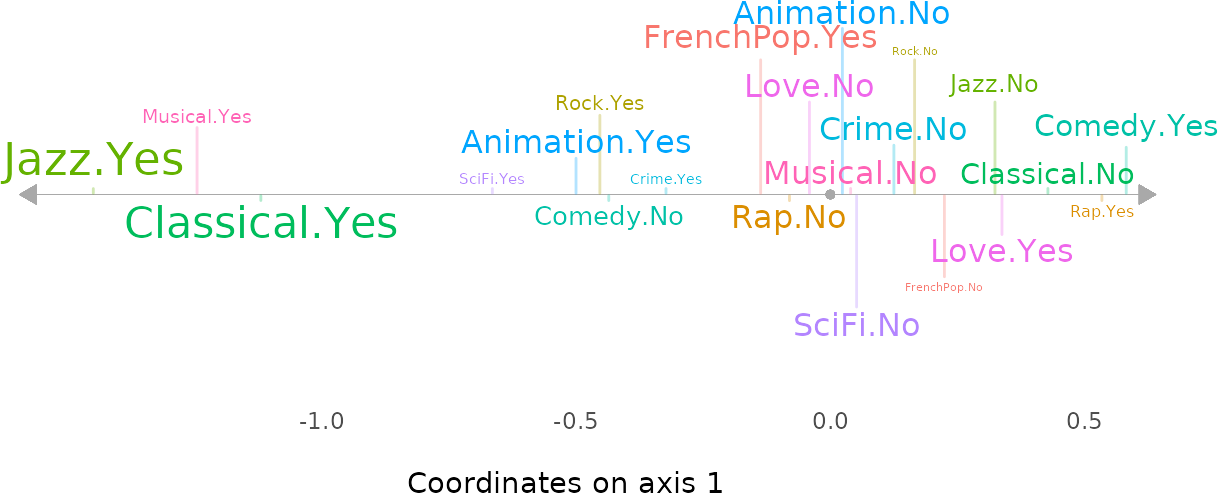 Animation.No
FrenchPop.Yes
Rock.No
Love.No
Jazz.No
Rock.Yes
Musical.Yes
Comedy.Yes
Crime.No
Animation.Yes
Jazz.Yes
Musical.No
Classical.No
SciFi.Yes
Crime.Yes
Classical.Yes
Comedy.No
Rap.No
Rap.Yes
Love.Yes
FrenchPop.No
SciFi.No
-1.0 -0.5 0.0 0.5
Coordinates on axis 1